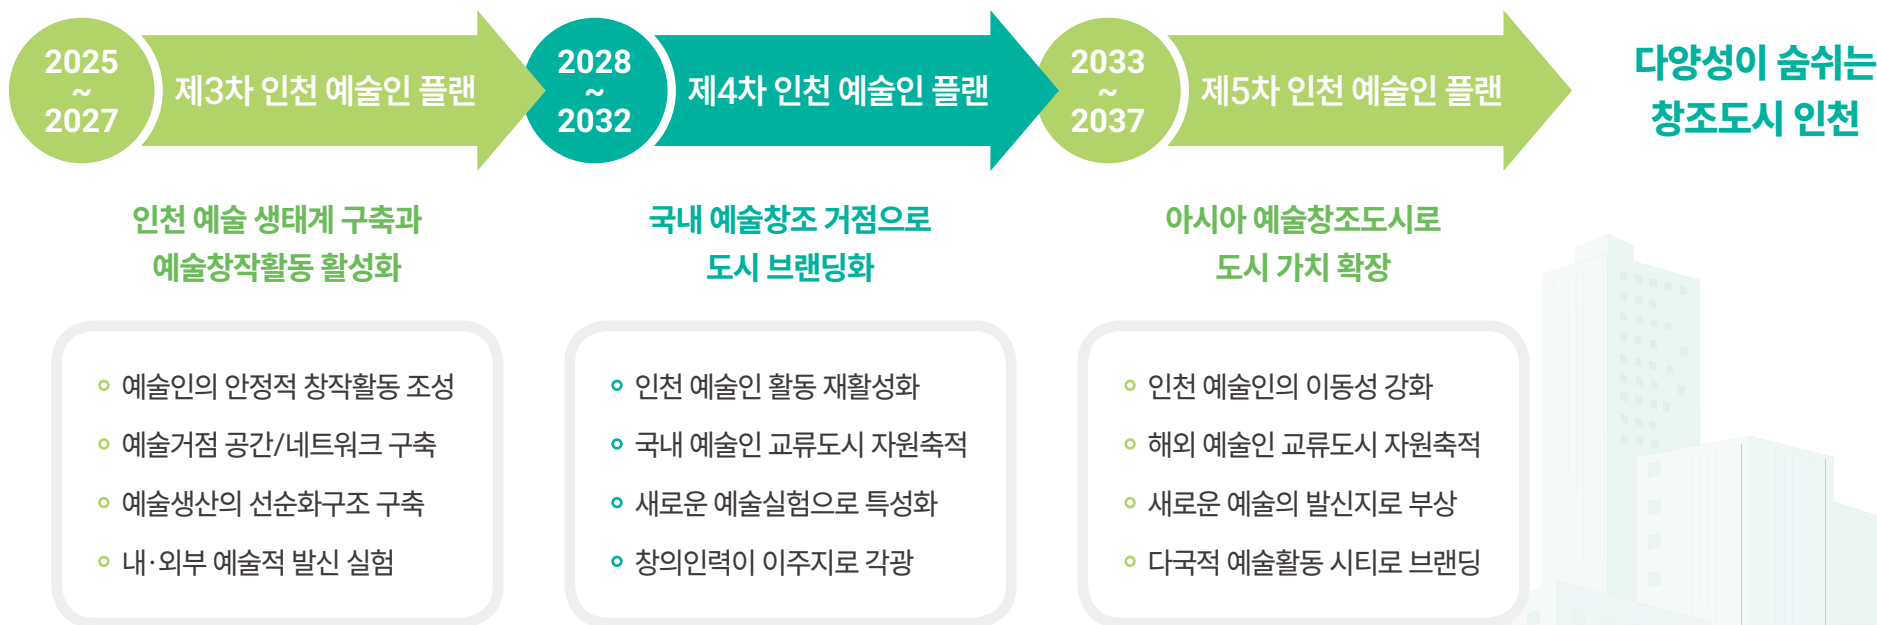 2025
~
2027
제3차 인천 예술인 플랜
2028
~
2032
제4차 인천 예술인 플랜
2033
~
2037
제5차 인천 예술인 플랜
다양성이 숨쉬는
창조도시 인천
인천 예술 생태계 구축과
예술창작활동 활성화
국내 예술창조 거점으로
도시 브랜딩화
아시아 예술창조도시로
도시 가치 확장
예술인의 안정적 창작활동 조성
예술거점 공간/네트워크 구축
예술생산의 선순화구조 구축
내·외부 예술적 발신 실험
인천 예술인 활동 재활성화
국내 예술인 교류도시 자원축적
새로운 예술실험으로 특성화
창의인력이 이주지로 각광
인천 예술인의 이동성 강화
해외 예술인 교류도시 자원축적
새로운 예술의 발신지로 부상
다국적 예술활동 시티로 브랜딩